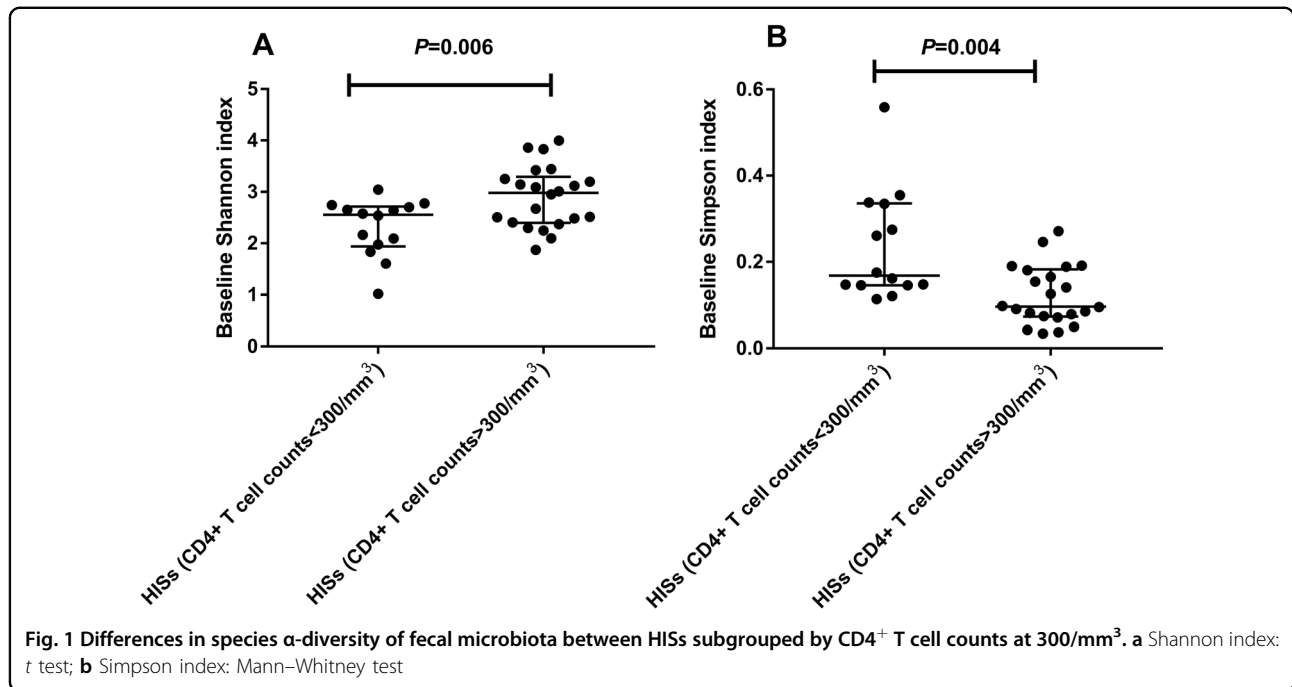 A
P=0.006
Baseline Shannon index
5
4
3
2
1
0
HISs (CD4+ T cell counts<300/mm³)
HISs (CD4+ T cell counts>300/mm³)
B
P=0.004
Baseline Simpson index
0.6
0.4
0.2
0.0
HISs (CD4+ T cell counts<300/mm³)
HISs (CD4+ T cell counts>300/mm³)
Fig. 1 Differences in species α-diversity of fecal microbiota between HISs subgrouped by CD4⁺ T cell counts at 300/mm³. a Shannon index:
t test; b Simpson index: Mann–Whitney test